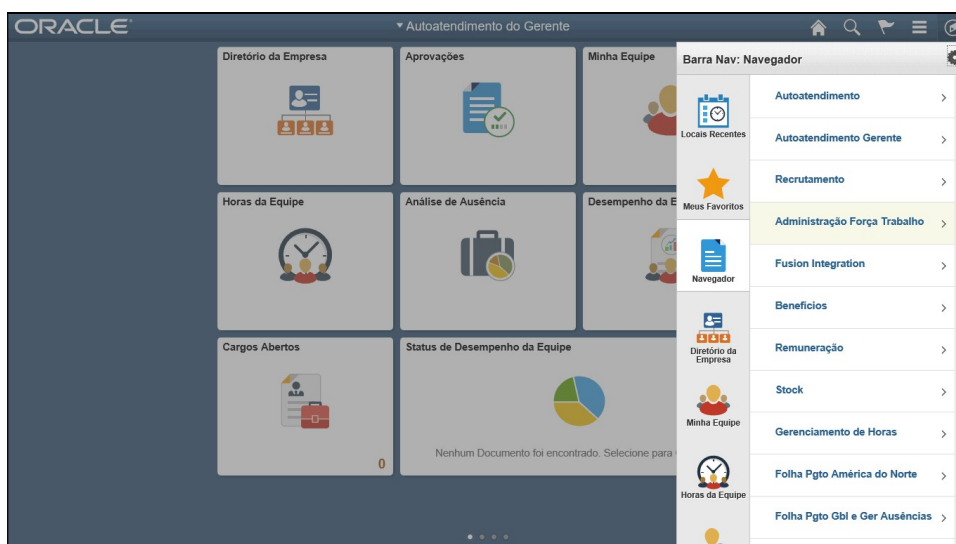 ORACLE
Autoatendimento do Gerente
Diretório da Empresa
Aprovações
Minha Equipe
Horas da Equipe
Análise de Ausência
Desempenho da E
Cargos Abertos
0
Status de Desempenho da Equipe
Nenhum Documento foi encontrado. Selecione para
Barra Nav: Navegador
Locais Recentes
Meus Favoritos
Navegador
Diretório da
Empresa
Minha Equipe
Horas da Equipe
Autoatendimento
Autoatendimento Gerente
Recrutamento
Administração Força Trabalho
Fusion Integration
Benefícios
Remuneração
Stock
Gerenciamento de Horas
Folha Pgto América do Norte
Folha Pgto Gbl e Ger Ausências